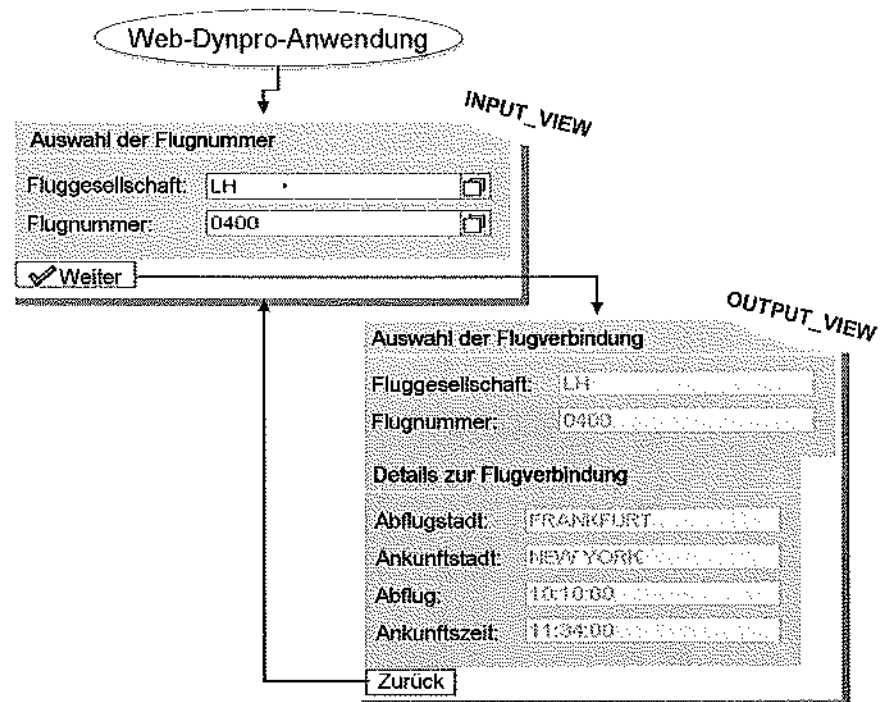 Web-Dynpro-Anwendung
INPUT_VIEW
Auswahl der Flugnummer
Fluggesellschaft: LH
Flugnummer: 0400
Weiter
OUTPUT_VIEW
Auswahl der Flugverbindung
Fluggesellschaft: LH
Flugnummer: 0400
Details zur Flugverbindung
Abflugstadt: FRANKFURT
Ankunftstadt: NEW YORK
Abflug: 10:10:00
Ankunftszeit: 11:34:00
Zurück